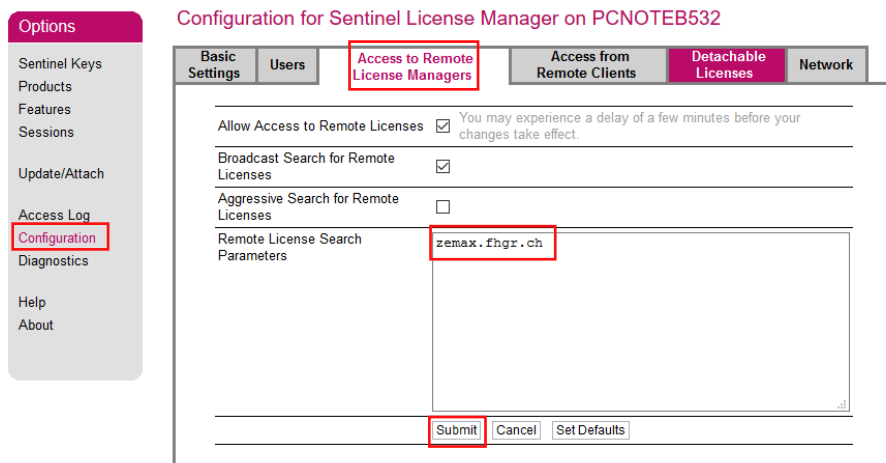 Options
Sentinel Keys
Products
Features
Sessions
Update/Attach
Access Log
Configuration
Diagnostics
Help
About
Configuration for Sentinel License Manager on PCNOTEB532
Basic
Settings
Users
Access to Remote
License Managers
Access from
Remote Clients
Detachable
Licenses
Network
Allow Access to Remote Licenses
You may experience a delay of a few minutes before your
changes take effect.
Broadcast Search for Remote
Licenses
Aggressive Search for Remote
Licenses
Remote License Search
Parameters
zemax.fhgr.ch
Submit
Cancel
Set Defaults